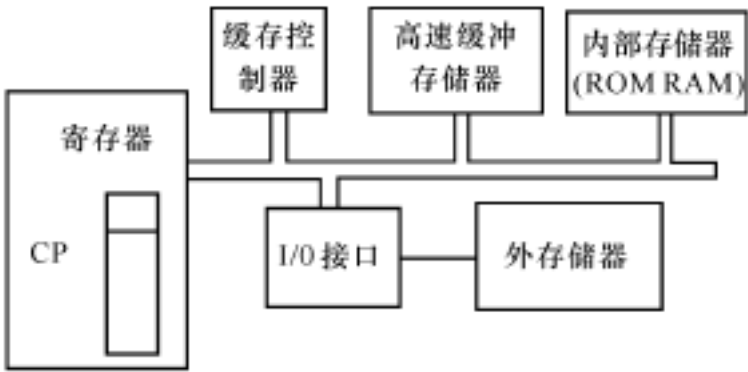 缓存控
制器
高速缓冲
存储器
内部存储器
(ROM RAM)
寄存器
CP
I/0 接口
外存储器